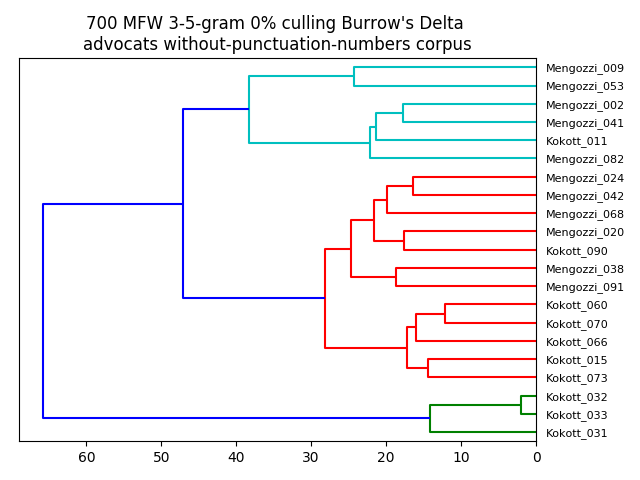 700 MFW 3-5-gram 0% culling Burrow's Delta
advocats without-punctuation-numbers corpus
Mengozzi_009
Mengozzi_053
Mengozzi_002
Mengozzi_041
Kokott_011
Mengozzi_082
Mengozzi_024
Mengozzi_042
Mengozzi_068
Mengozzi_020
Kokott_090
Mengozzi_038
Mengozzi_091
Kokott_060
Kokott_070
Kokott_066
Kokott_015
Kokott_073
Kokott_032
Kokott_033
Kokott_031
60 50 40 30 20 10 0